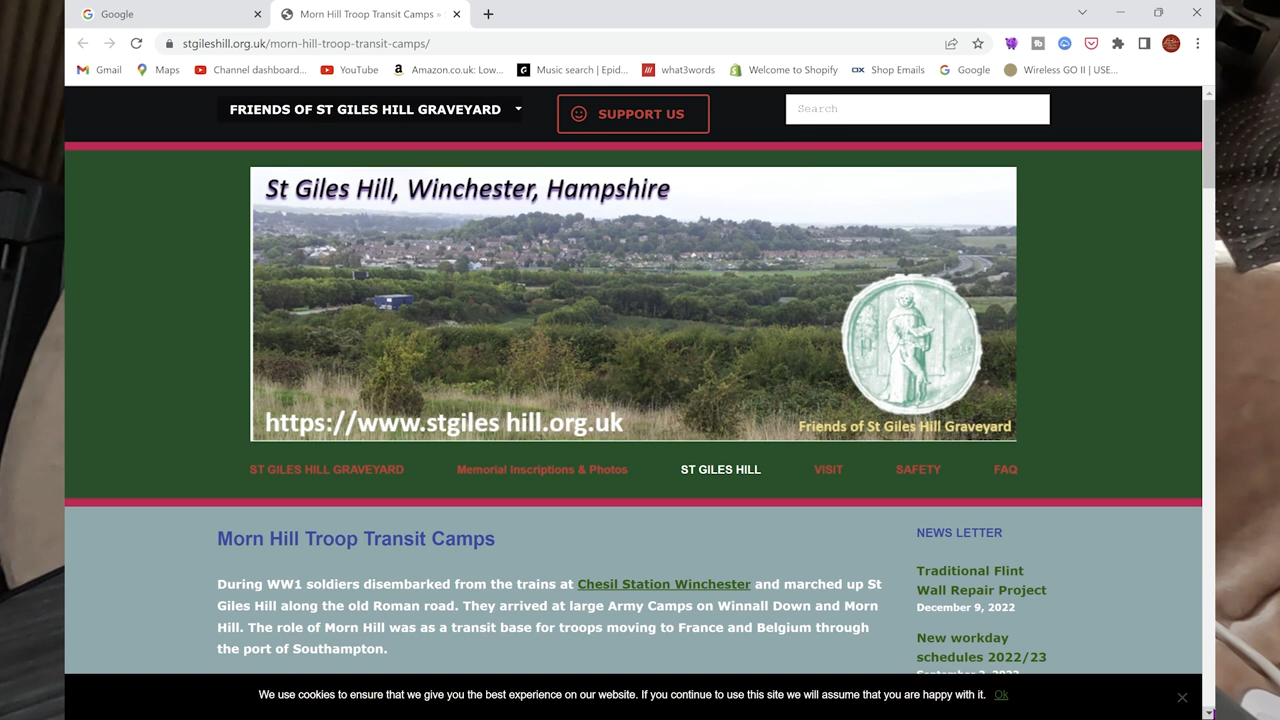 Google
Morn Hill Troop Transit Camps »
stgileshill.org.uk/morn-hill-troop-transit-camps/
Gmail
Maps
Channel dashboard...
YouTube
Amazon.co.uk: Low...
Music search | Epid...
what3words
Welcome to Shopify
Shop Emails
Google
Wireless GO II | USE...
FRIENDS OF ST GILES HILL GRAVEYARD
SUPPORT US
Search
St Giles Hill, Winchester, Hampshire
https://www.stgiles hill.org.uk
Friends of St Giles Hill Graveyard
ST GILES HILL GRAVEYARD
Memorial Inscriptions & Photos
ST GILES HILL
VISIT
SAFETY
FAQ
Morn Hill Troop Transit Camps
During WW1 soldiers disembarked from the trains at Chesil Station Winchester and marched up St
Giles Hill along the old Roman road. They arrived at large Army Camps on Winnall Down and Morn
Hill. The role of Morn Hill was as a transit base for troops moving to France and Belgium through
the port of Southampton.
NEWS LETTER
Traditional Flint
Wall Repair Project
December 9, 2022
New workday
schedules 2022/23
We use cookies to ensure that we give you the best experience on our website. If you continue to use this site we will assume that you are happy with it. Ok